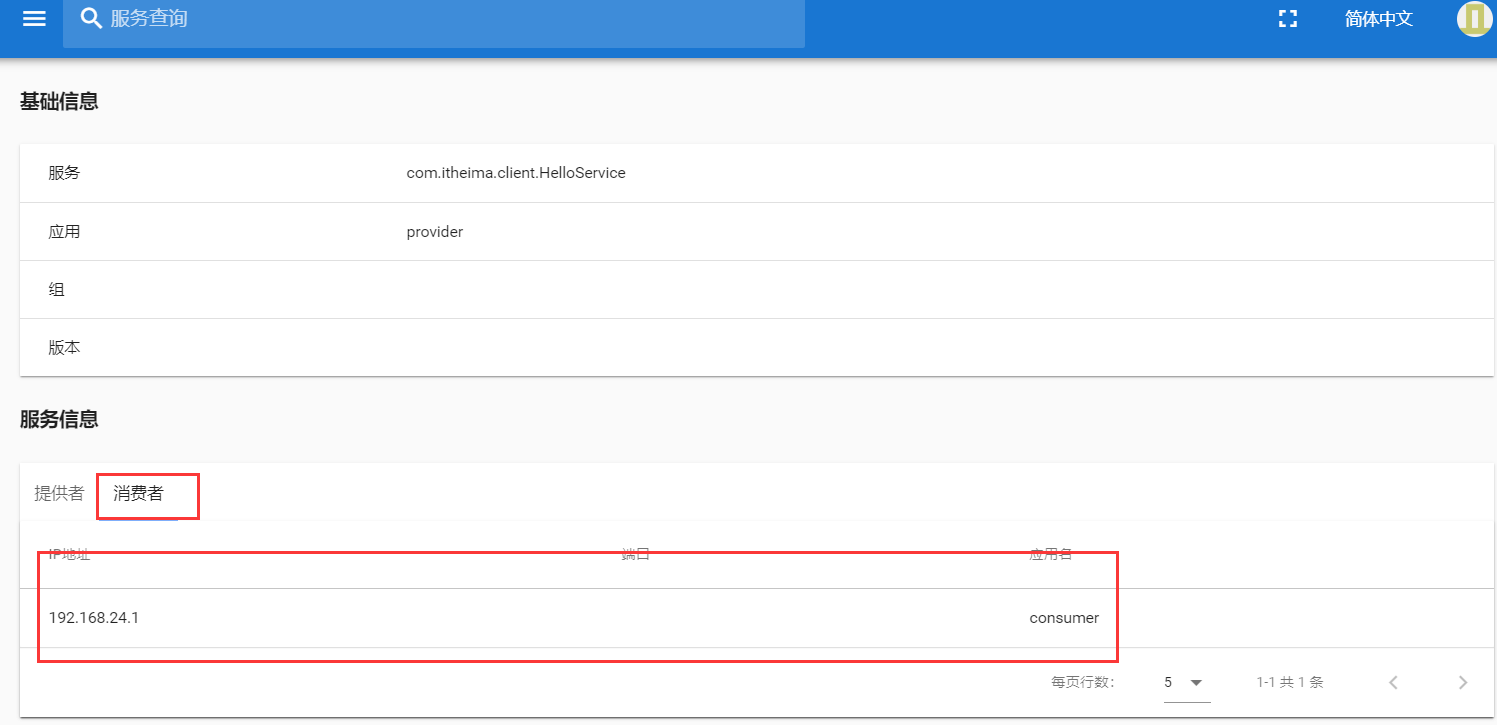 服务查询
简体中文
基础信息
服务 com.itheima.client.HelloService
应用 provider
组
版本
服务信息
提供者 消费者
IP地址 端口 应用名
192.168.24.1 consumer
每页行数: 5 1-1 共 1 条